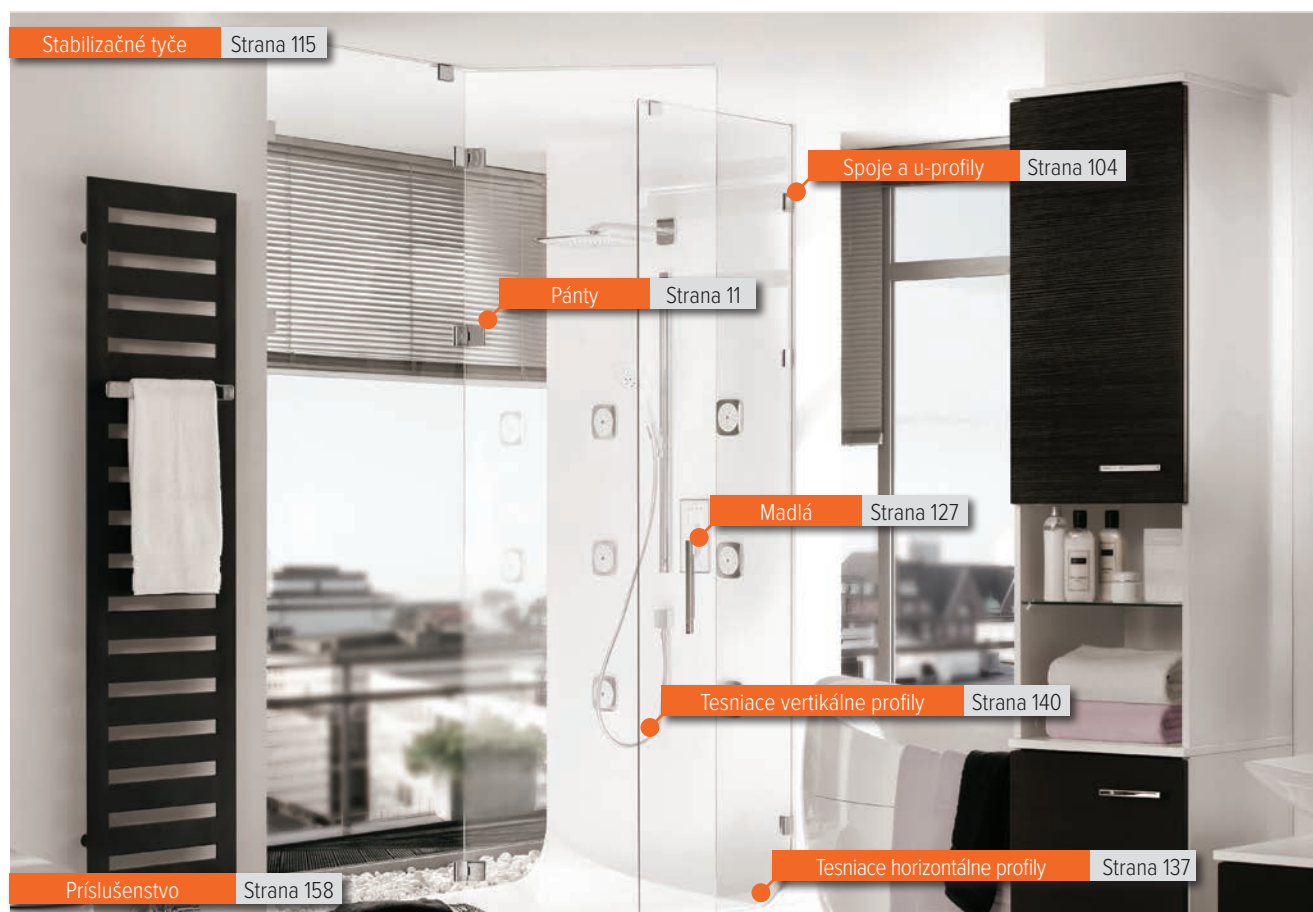 Stabilizačné tyče Strana 115
Spoje a u-profily Strana 104
Pánty Strana 11
Madlá Strana 127
Tesniace vertikálne profily Strana 140
Tesniace horizontálne profily Strana 137
Príslušenstvo Strana 158